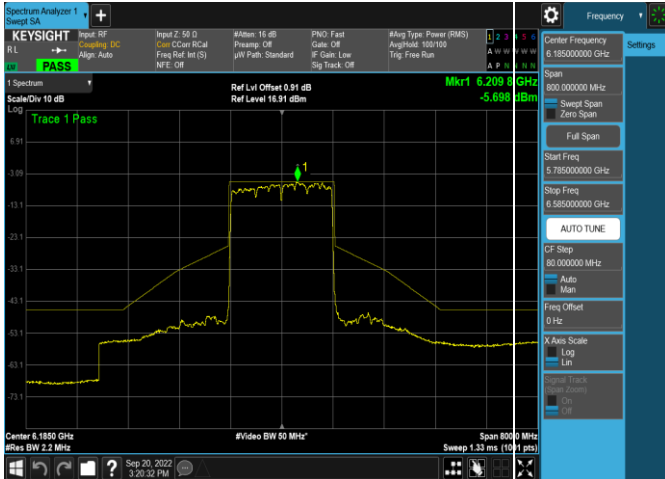 Spectrum Analyzer 1
Swept SA
KEYSIGHT
R L
LV
PASS
Input: RF
Coupling: DC
Align: Auto
Input Z: 50 Ω
Corr CCorr RCal
Freq Ref: Int (S)
NFE: Off
#Atten: 16 dB
Preamp: Off
µW Path: Standard
PNO: Fast
Gate: Off
IF Gain: Low
Sig Track: Off
#Avg Type: Power (RMS)
Avg|Hold: 100/100
Trig: Free Run
1 2 3 4 5 6
A W W W W W
A P N N N N
1 Spectrum
Scale/Div 10 dB
Log
Ref Lvl Offset 0.91 dB
Ref Level 16.91 dBm
Mkr1 6.209 8 GHz
-5.698 dBm
Trace 1 Pass
1
6.91
-3.09
-13.1
-23.1
-33.1
-43.1
-53.1
-63.1
-73.1
Center 6.1850 GHz
#Res BW 2.2 MHz
#Video BW 50 MHz*
Span 800.0 MHz
Sweep 1.33 ms (1001 pts)
Sep 20, 2022
3:20:32 PM
Frequency
Settings
Center Frequency
6.185000000 GHz
Span
800.000000 MHz
Swept Span
Zero Span
Full Span
Start Freq
5.785000000 GHz
Stop Freq
6.585000000 GHz
AUTO TUNE
CF Step
80.000000 MHz
Auto
Man
Freq Offset
0 Hz
X Axis Scale
Log
Lin
Signal Track
(Span Zoom)
On
Off